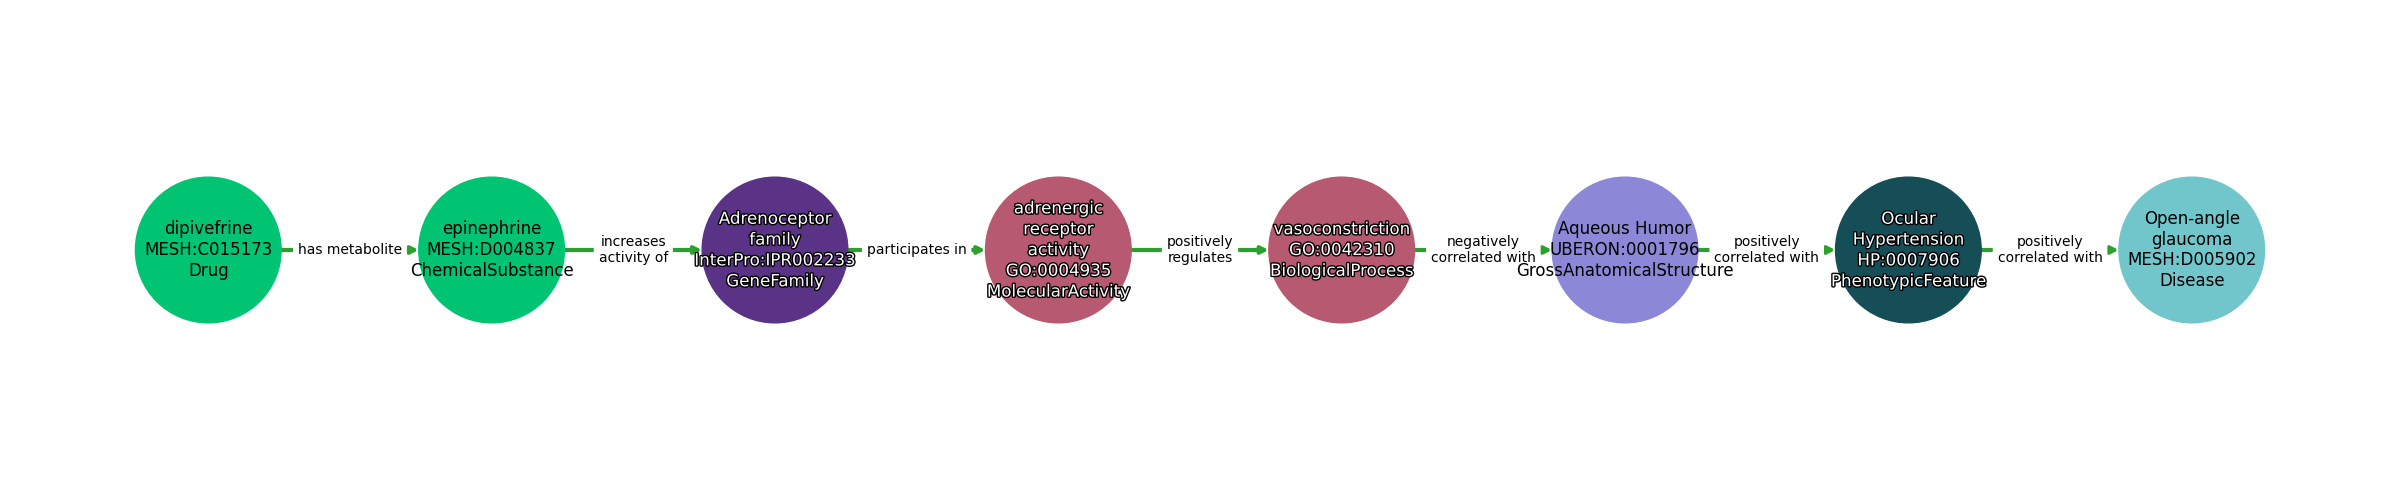 dipivefrine
MESH:C015173
Drug
has metabolite
epinephrine
MESH:D004837
ChemicalSubstance
increases
activity of
Adrenoceptor
family
InterPro:IPR002233
GeneFamily
participates in
adrenergic
receptor
activity
GO:0004935
MolecularActivity
positively
regulates
vasoconstriction
GO:0042310
BiologicalProcess
negatively
correlated with
Aqueous Humor
UBERON:0001796
GrossAnatomicalStructure
positively
correlated with
Ocular
Hypertension
HP:0007906
PhenotypicFeature
positively
correlated with
Open-angle
glaucoma
MESH:D005902
Disease